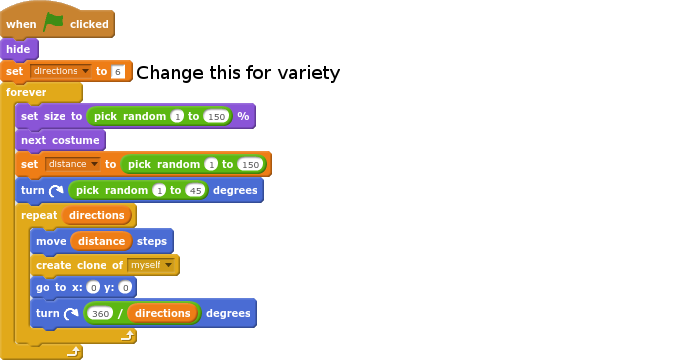 when clicked
hide
set directions to 6 Change this for variety
forever
set size to pick random 1 to 150 %
next costume
set distance to pick random 1 to 150
turn pick random 1 to 45 degrees
repeat directions
move distance steps
create clone of myself
go to x: 0 y: 0
turn 360 / directions degrees